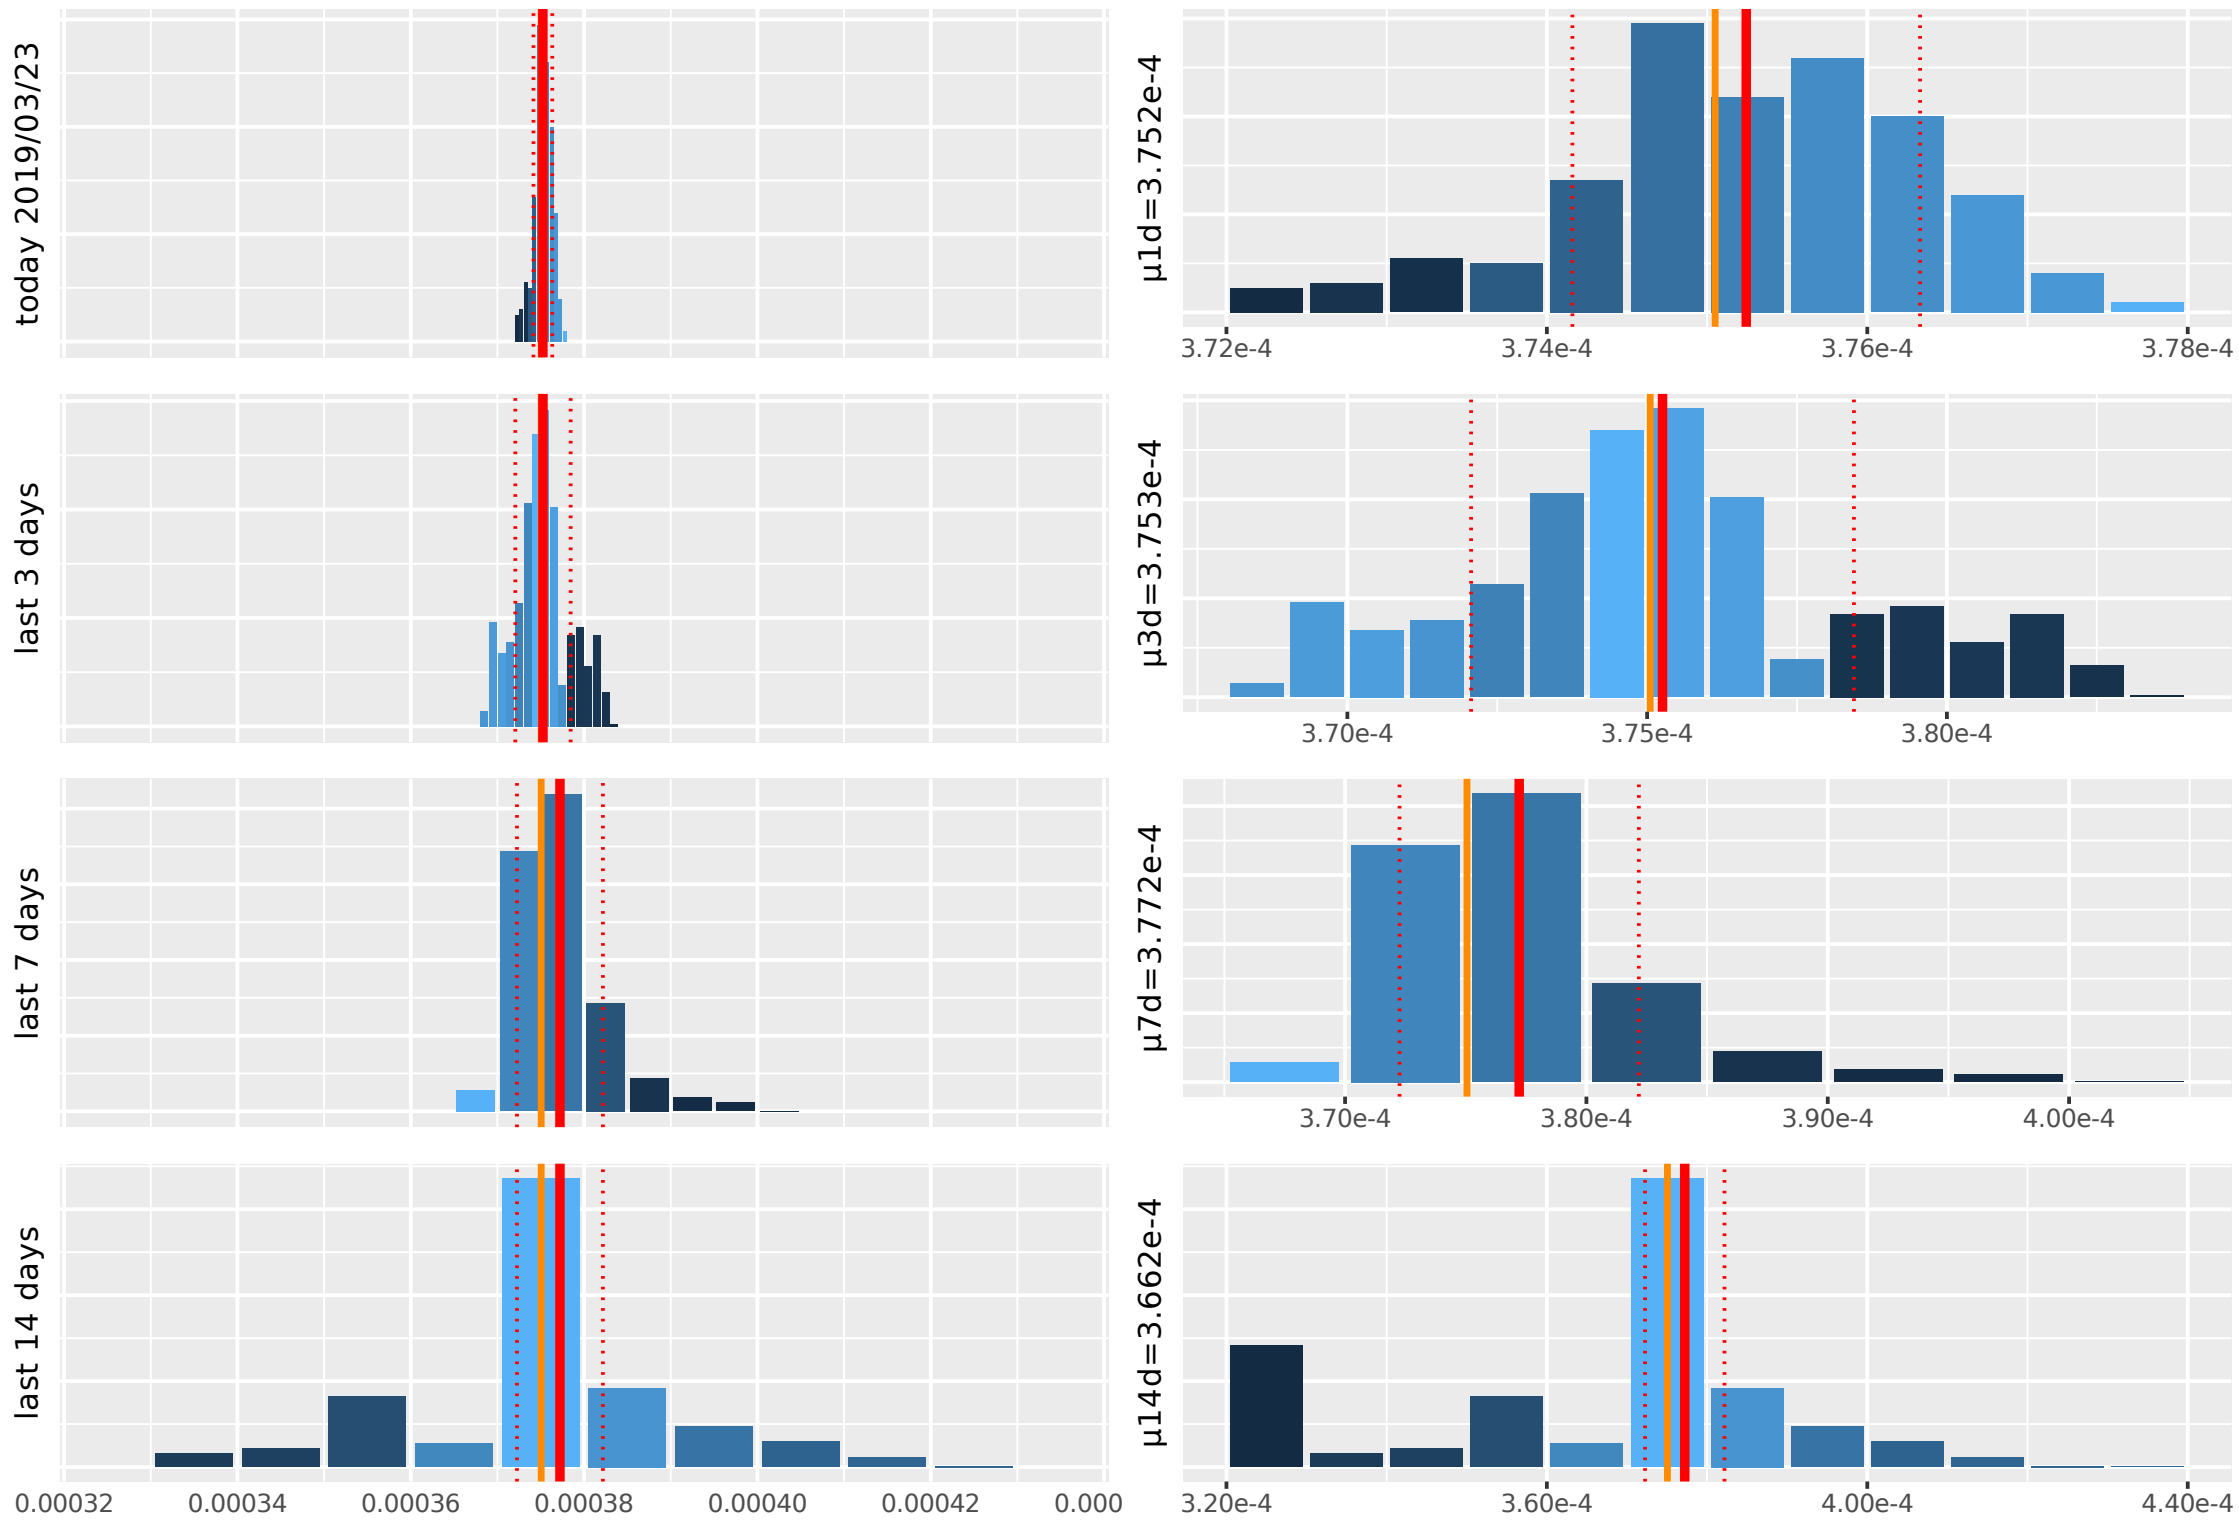 today 2019/03/23
µ1d=3.752e-4
3.72e-4 3.74e-4 3.76e-4 3.78e-4
last 3 days
µ3d=3.753e-4
3.70e-4 3.75e-4 3.80e-4
last 7 days
µ7d=3.772e-4
3.70e-4 3.80e-4 3.90e-4 4.00e-4
last 14 days
µ14d=3.662e-4
0.00032 0.00034 0.00036 0.00038 0.00040 0.00042 0.000
3.20e-4 3.60e-4 4.00e-4 4.40e-4